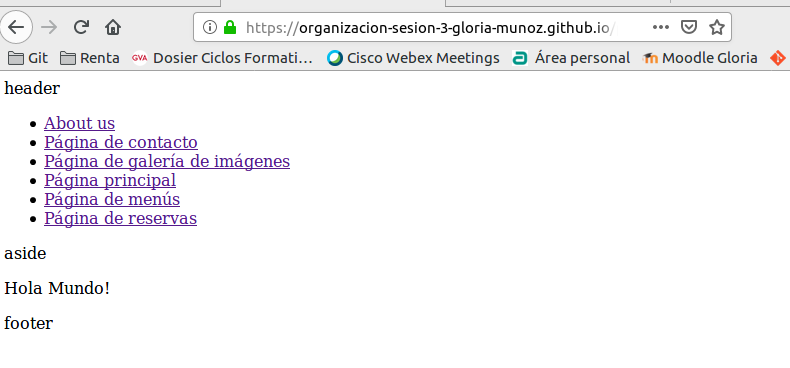 https://organizacion-sesion-3-gloria-munoz.github.io/
Git Renta GVA Dosier Ciclos Formati... Cisco Webex Meetings Área personal Moodle Gloria
header
About us
Página de contacto
Página de galería de imágenes
Página principal
Página de menús
Página de reservas
aside
Hola Mundo!
footer